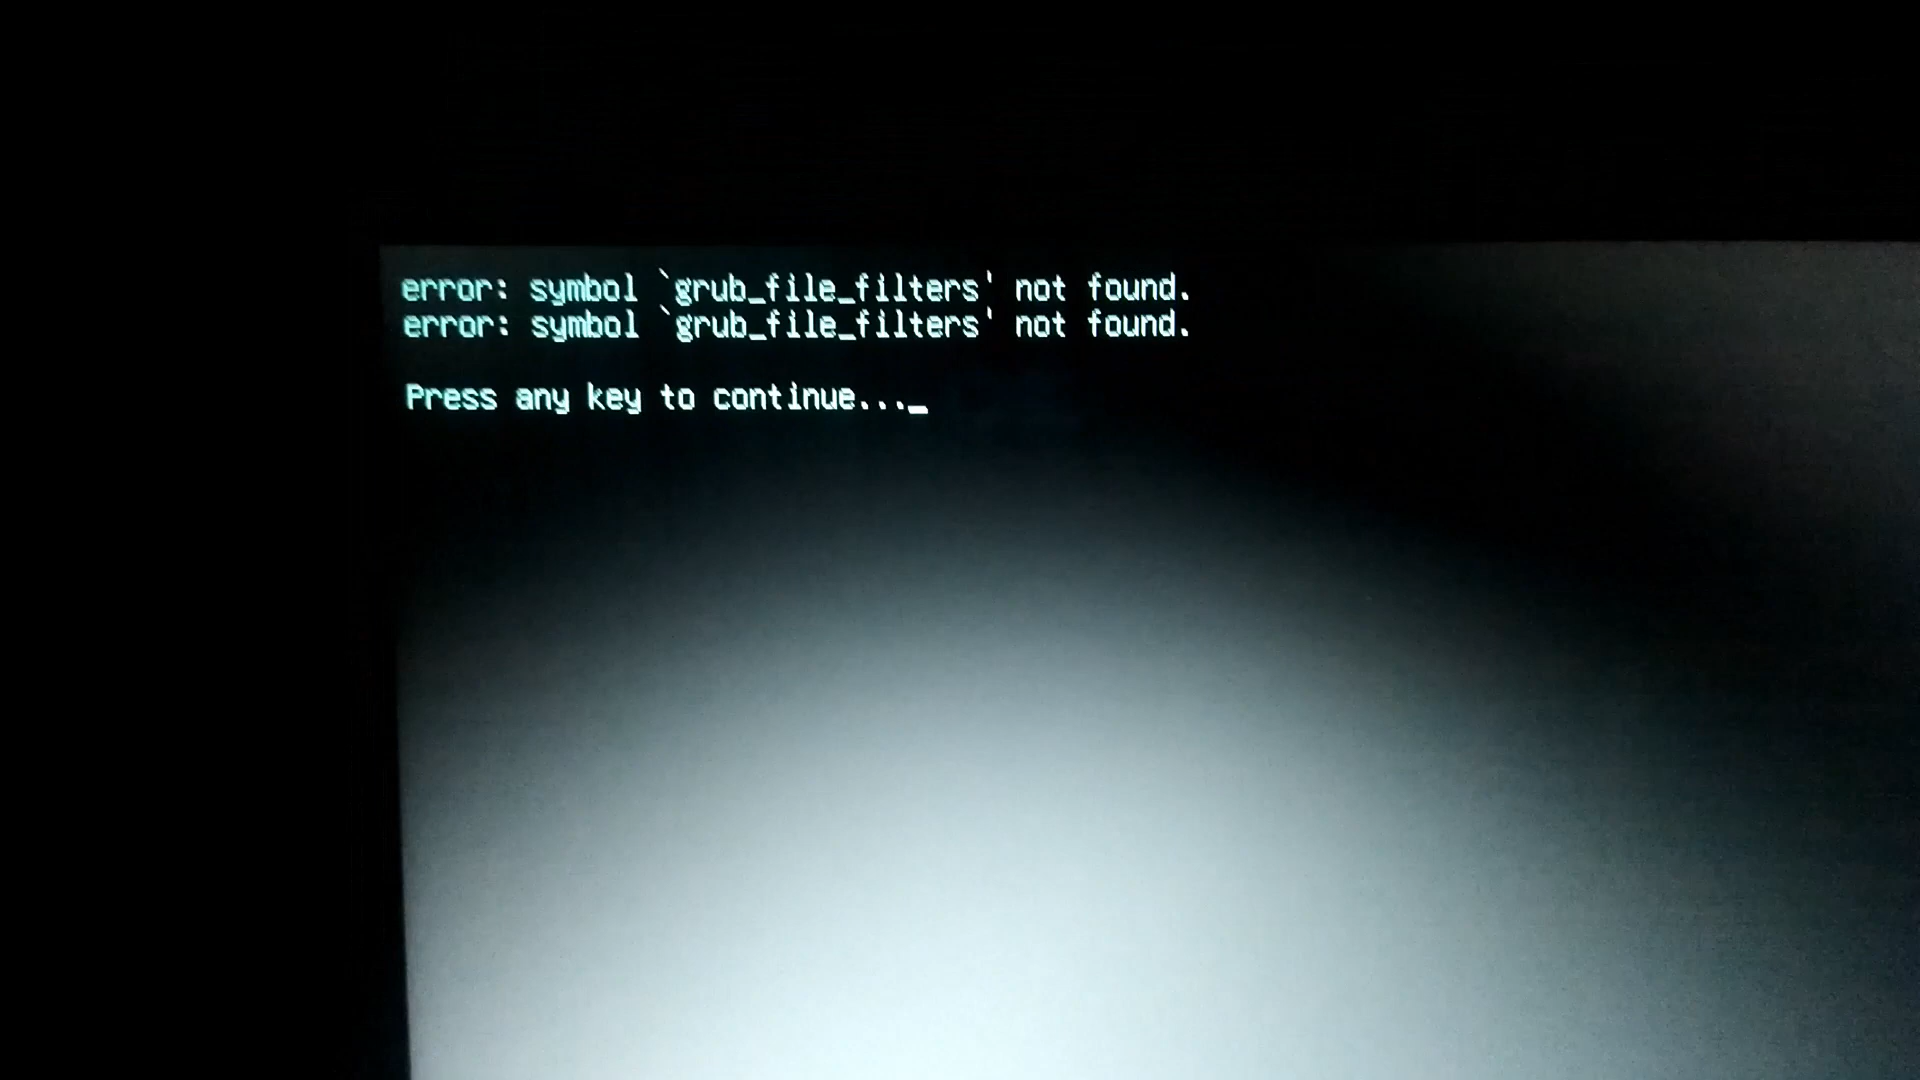 error: symbol `grub_file_filters' not found.
error: symbol `grub_file_filters' not found.
Press any key to continue..._